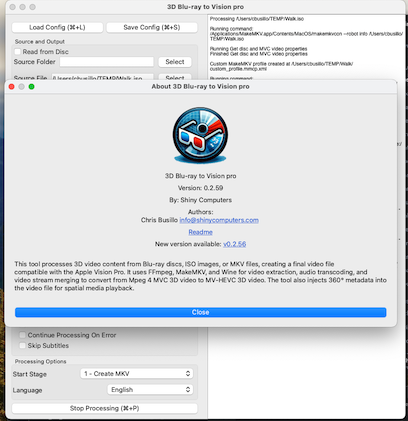 3D Blu-ray to Vision pro
Load Config (⌘+L)
Save Config (⌘+S)
Source and Output
Read from Disc
Source Folder
Select
Source File
/Users/cbusillo/TEMP/Walk.iso
Select
Processing /Users/cbusillo/TEMP/Walk.iso
Running command:
/Applications/MakeMKV.app/Contents/MacOS/makemkvcon --robot info /Users/cbusillo/TEMP/
Walk.iso
Running Get disc and MVC video properties
Finished Get disc and MVC video properties
Custom MakeMKV profile created at /Users/cbusillo/TEMP/Walk/
custom_profile.mmcp.xml
Running command:
About 3D Blu-ray to Vision pro
3D Blu-ray to Vision pro
Version: 0.2.59
By: Shiny Computers
Authors:
Chris Busillo info@shinycomputers.com
Readme
New version available: v0.2.56
This tool processes 3D video content from Blu-ray discs, ISO images, or MKV files, creating a final video file
compatible with the Apple Vision Pro. It uses FFmpeg, MakeMKV, and Wine for video extraction, audio transcoding, and
video stream merging to convert from Mpeg 4 MVC 3D video to MV-HEVC 3D video. The tool also injects 360° metadata into
the video file for spatial media playback.
Close
Continue Processing On Error
Skip Subtitles
Processing Options
Start Stage
1 - Create MKV
Language
English
Stop Processing (⌘+P)